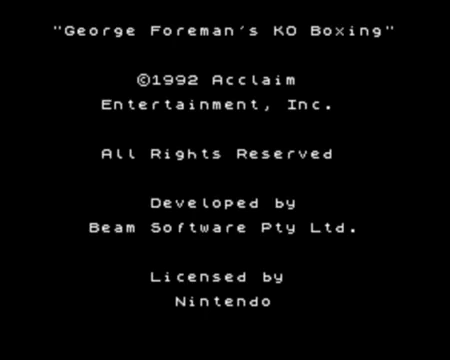 "George Foreman's KO Boxing"
©1992 Acclaim
Entertainment, Inc.
All Rights Reserved
Developed by
Beam Software Pty Ltd.
Licensed by
Nintendo